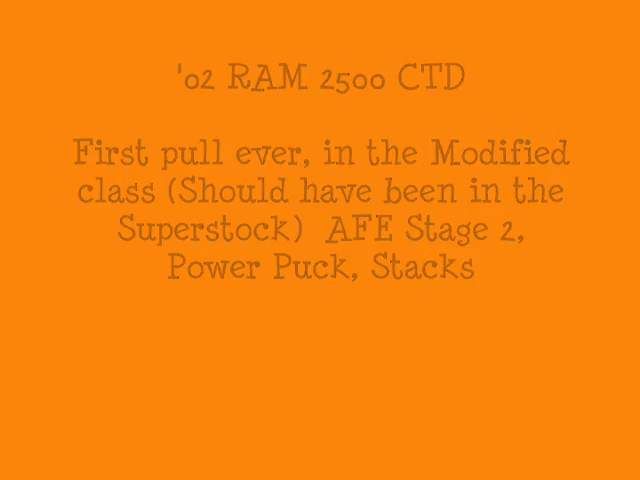 '02 RAM 2500 CTD
First pull ever, in the Modified
class (Should have been in the
Superstock)  AFE Stage 2,
Power Puck, Stacks